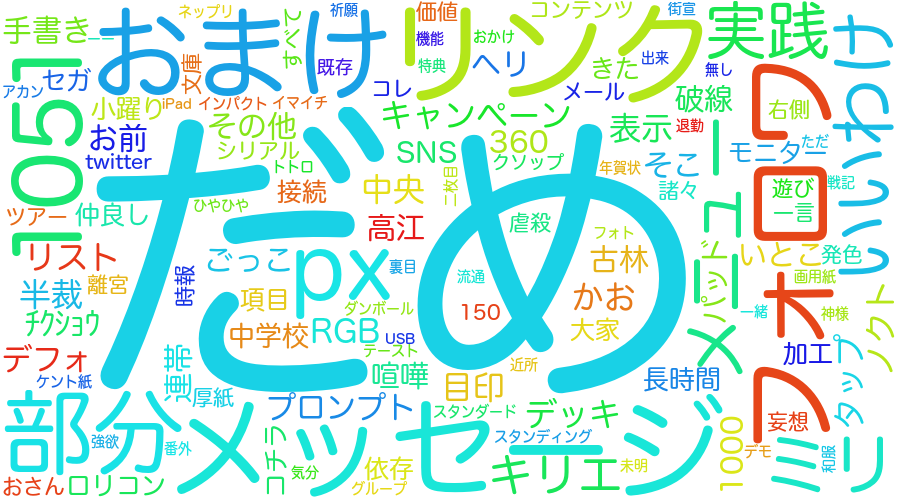 ネップリ
祈願
価値
コンテンツ
街宣
手書き
おまけ
すべて
機能
リンク
実践
いいわけ
おかけ
出来
アカン
セガ
文庫
既存
特典
ヘリ
きた
無し
1051
小躍り
iPad
インパクト
イマイチ
コレ
メール
破線
フォロワー
右側
お前
その他
キャンペーン
360
表示
退勤
twitter
シリアル
トトロ
SNS
クソップ
年賀状
そこ
モニター
ただ
ツアー
仲良し
ひやひや
接続
中央
二枚目
諸々
遊び
戦記
一言
だめ
高江
虐殺
フォト
リスト
ごっこ
px
裏目
流通
古林
パッド
いとこ
発色
半裁
離宮
時報
項目
ダンボール
150
かお
画用紙
チクショウ
中学校
RGB
USB
大家
メメ
一緒
神様
ノクト
デフォ
連帯
テースト
近所
加工
タップ
ケント紙
厚紙
喧嘩
目印
長時間
部分
メッセージ
プロンプト
スタンダード
デッキ
妄想
強欲
番外
コチラ
スタンディング
1000
デモ
和服
おさん
ロリコン
気分
依存
グループ
キリエ
未明